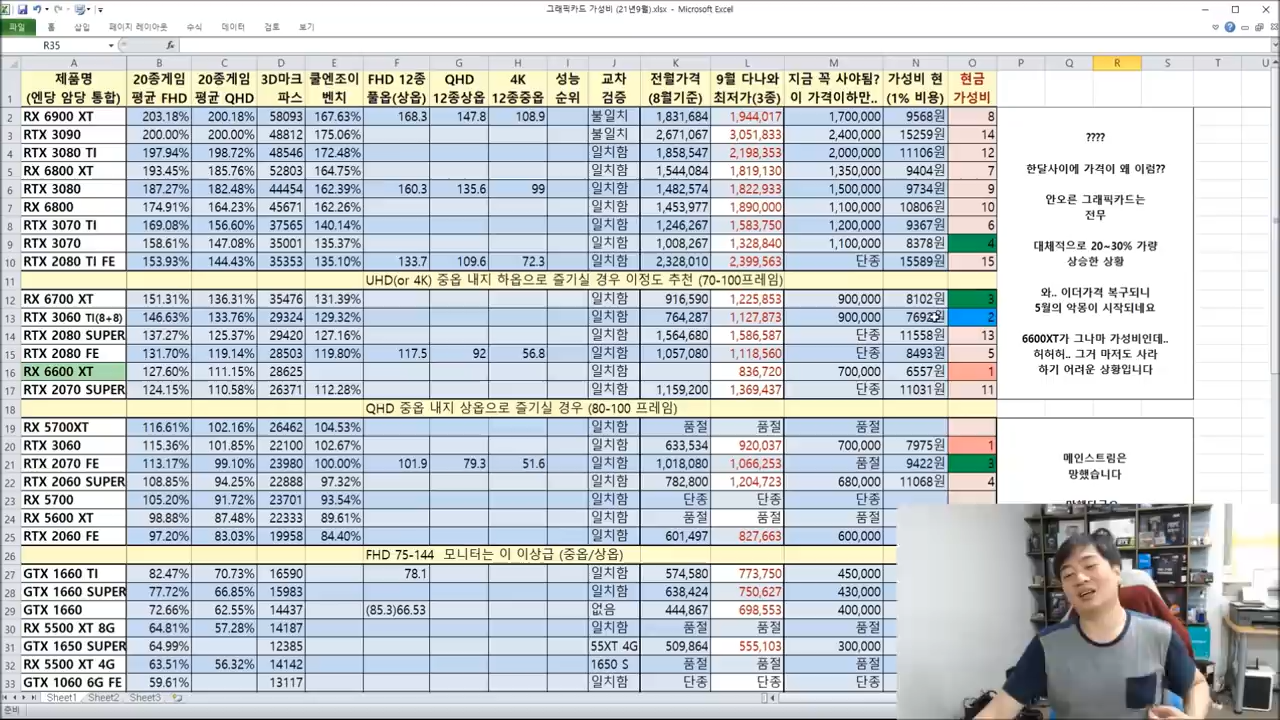 그래픽카드 가성비 (21년9월).xlsx - Microsoft Excel
파일 홈 삽입 페이지 레이아웃 수식 데이터 검토 보기
R35 fx
A B C D E F G H I J K L M N O P Q R S T U
제품명 20종게임 20종게임 3D마크 쿨엔조이 FHD 12종 QHD 4K 성능 교차 전월가격 9월 다나와 지금 꼭 사야됨? 가성비 현 현금
1 (엔당 암당 통합) 평균 FHD 평균 QHD 파스 벤치 풀옵(상옵) 12종상옵 12종중옵 순위 검증 (8월기준) 최저가(3종) 이 가격이하만.. (1% 비용) 가성비
2 RX 6900 XT 203.18% 200.18% 58093 167.63% 168.3 147.8 108.9 불일치 1,831,684 1,944,017 1,700,000 9568원 8
3 RTX 3090 200.00% 200.00% 48812 175.06% 불일치 2,671,067 3,051,833 2,400,000 15259원 14
4 RTX 3080 TI 197.94% 198.72% 48546 172.48% 일치함 1,858,547 2,198,353 2,000,000 11106원 12
5 RX 6800 XT 193.45% 185.76% 52803 164.75% 일치함 1,544,084 1,819,130 1,350,000 9404원 7
6 RTX 3080 187.27% 182.48% 44454 162.39% 160.3 135.6 99 일치함 1,482,574 1,822,933 1,500,000 9734원 9
7 RX 6800 174.91% 164.23% 45671 162.26% 일치함 1,453,977 1,890,000 1,100,000 10806원 10
8 RTX 3070 TI 169.08% 156.60% 37565 140.14% 일치함 1,246,267 1,583,750 1,200,000 9367원 6
9 RTX 3070 158.61% 147.08% 35001 135.37% 일치함 1,008,267 1,328,840 1,100,000 8378원 4
10 RTX 2080 TI FE 153.93% 144.43% 35353 135.10% 133.7 109.6 72.3 일치함 2,328,010 2,399,563 단종 15589원 15
11 UHD(or 4K) 중옵 내지 하옵으로 즐기실 경우 이정도 추천 (70-100프레임)
12 RX 6700 XT 151.31% 136.31% 35476 131.39% 일치함 916,590 1,225,853 900,000 8102원 3
13 RTX 3060 TI(8+8) 146.63% 133.76% 29324 129.32% 일치함 764,287 1,127,873 900,000 7692원 2
14 RTX 2080 SUPER 137.27% 126.31% 29420 127.16% 일치함 1,564,680 1,586,587 단종 11558원 13
15 RTX 2080 FE 131.70% 119.14% 28503 119.80% 117.5 92 56.8 일치함 1,057,080 1,118,560 단종 8493원 5
16 RX 6600 XT 127.60% 111.15% 28625 일치함 836,720 700,000 6557원 1
17 RTX 2070 SUPER 124.15% 110.58% 26371 112.28% 일치함 1,159,200 1,369,437 단종 11031원 11
18 QHD 중옵 내지 상옵으로 즐기실 경우 (80-100 프레임)
19 RX 5700XT 116.61% 102.16% 26462 104.53% 일치함 품절 품절 품절
20 RTX 3060 115.36% 101.85% 22100 102.67% 일치함 633,534 920,037 700,000 7975원 1
21 RTX 2070 FE 113.17% 99.10% 23980 100.00% 101.9 79.3 51.6 일치함 1,018,080 1,066,253 품절 9422원 3
22 RTX 2060 SUPER 108.85% 94.25% 22888 97.32% 일치함 782,800 1,204,723 680,000 11068원 4
23 RX 5700 105.20% 91.72% 23701 93.54% 일치함 단종 단종 단종
24 RX 5600 XT 98.88% 87.48% 22333 89.61% 일치함 품절 품절 품절
25 RTX 2060 FE 97.20% 83.03% 19958 84.40% 일치함 601,497 827,663 600,000
26 FHD 75-144 모니터는 이 이상급 (중옵/상옵)
27 GTX 1660 TI 82.47% 70.73% 16590 78.1 일치함 574,580 773,750 450,000
28 GTX 1660 SUPER 77.72% 66.85% 15983 일치함 638,424 750,627 430,000
29 GTX 1660 72.66% 62.55% 14437 (85.3)66.53 없음 444,867 698,553 400,000
30 RX 5500 XT 8G 64.81% 57.28% 14187 일치함 품절 품절 품절
31 GTX 1650 SUPER 64.99% 12385 55XT 4G 509,864 555,103 300,000
32 RX 5500 XT 4G 63.51% 56.32% 14142 1650 S 품절 품절 품절
33 GTX 1060 6G FE 59.61% 13117 일치함 단종 단종 단종
????
한달사이에 가격이 왜 이럼??
안오른 그래픽카드는
전무
대체적으로 20~30% 가량
상승한 상황
와.. 이더가격 복구되니
5월의 악몽이 시작되네요
6600XT가 그나마 가성비인데..
허허허.. 그거 마저도 사라
하기 어려운 상황입니다
메인스트림은
망했습니다
Sheet1 Sheet2 Sheet3
준비